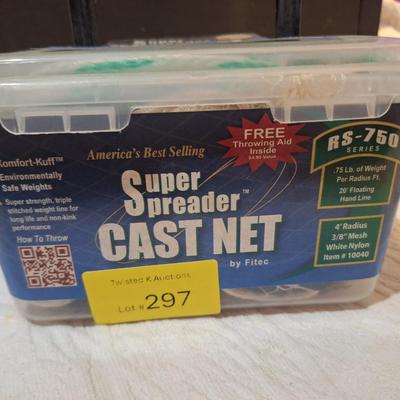 Komfort-Kuff™
Environmentally
Safe Weights
• Super strength, triple
stitched weight line for
long life and non-kink
performance
How To Throw
America's Best Selling
Super
Spreader™
CAST NET
by Fitec
FREE
Throwing Aid
Inside
$4.95 Value
RS-750
SERIES
.75 Lb. of Weight
Per Radius Ft.
20' Floating
Hand Line
4' Radius
3/8" Mesh
White Nylon
Item # 10040
Twisted K Auctions
Lot # 297